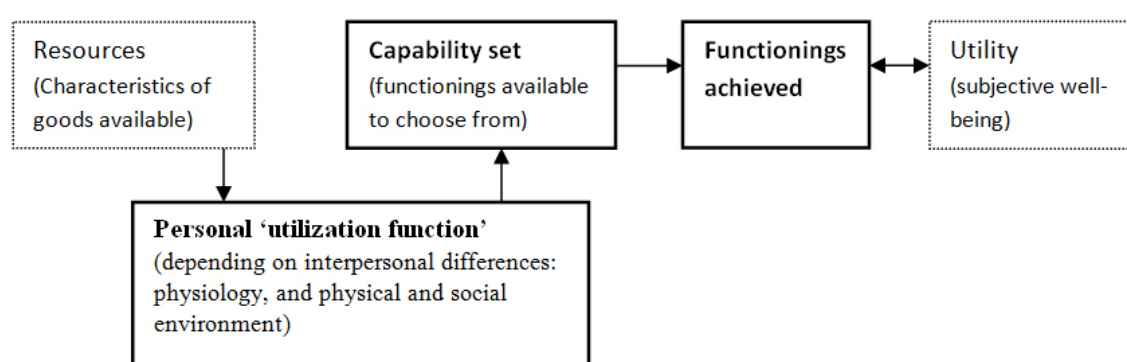 Resources
(Characteristics of
goods available)
Capability set
(functionings available
to choose from)
Functionings
achieved
Utility
(subjective well-
being)
Personal ‘utilization function’
(depending on interpersonal differences:
physiology, and physical and social
environment)